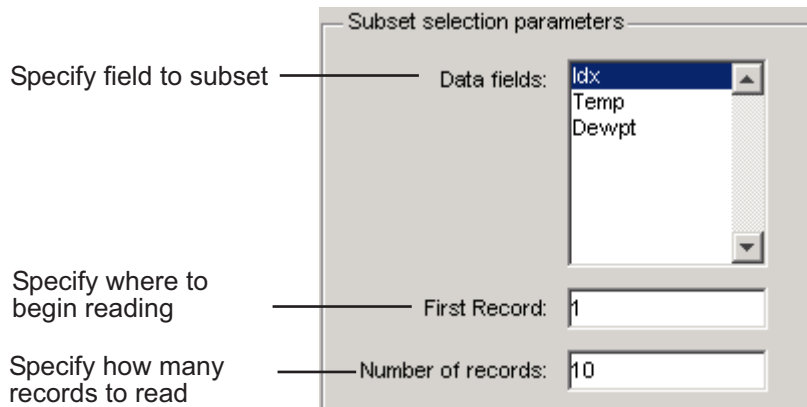 Subset selection parameters
Specify field to subset
Data fields:
Idx
Temp
Dewpt
Specify where to
begin reading
First Record:
1
Specify how many
records to read
Number of records:
10